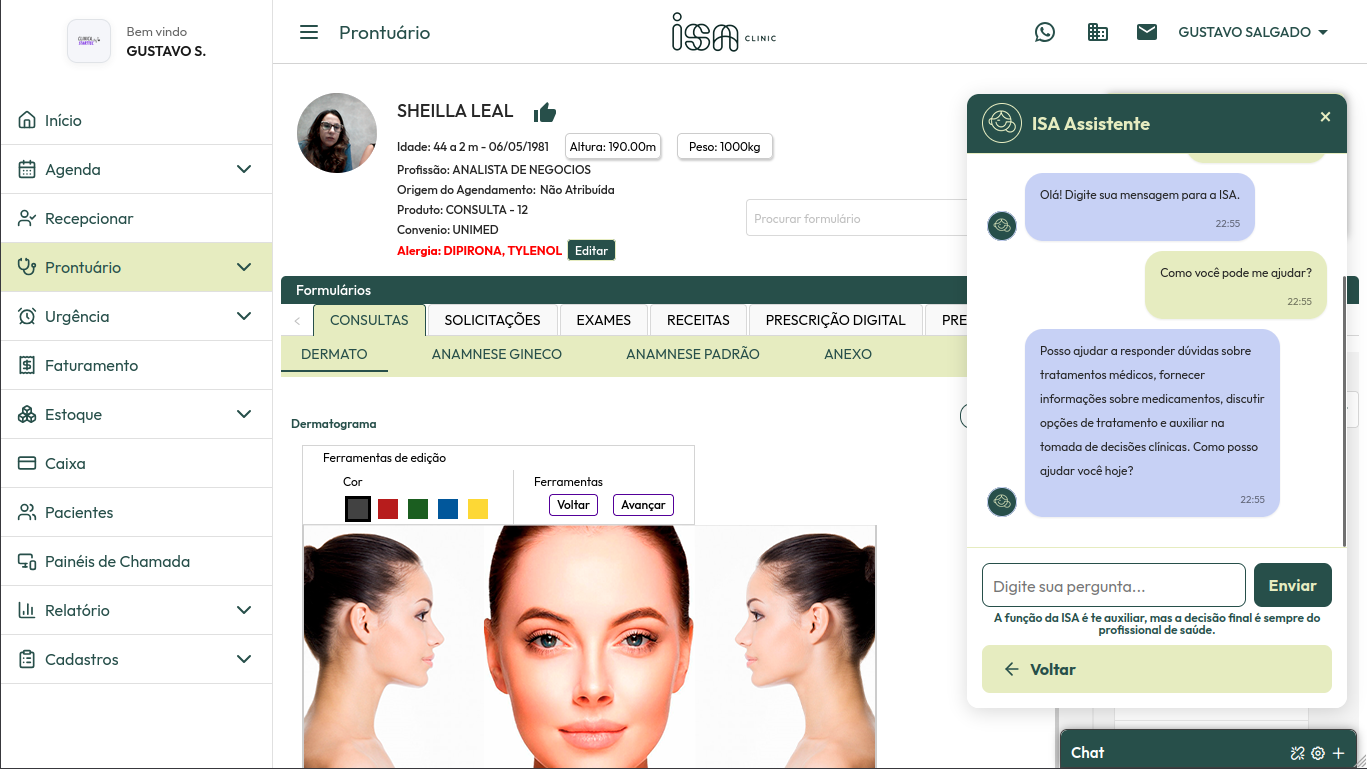 Bem vindo
GUSTAVO S.
Início
Agenda
Recepcionar
Prontuário
Urgência
Faturamento
Estoque
Caixa
Pacientes
Painéis de Chamada
Relatório
Cadastros
Prontuário
isa CLINIC
GUSTAVO SALGADO
SHEILLA LEAL
Idade: 44 a 2 m - 06/05/1981
Altura: 190.00m
Peso: 1000kg
Profissão: ANALISTA DE NEGOCIOS
Origem do Agendamento: Não Atribuída
Produto: CONSULTA - 12
Convenio: UNIMED
Alergia: DIPIRONA, TYLENOL
Editar
Procurar formulário
Formulários
CONSULTAS
SOLICITAÇÕES
EXAMES
RECEITAS
PRESCRIÇÃO DIGITAL
PRE
DERMATO
ANAMNESE GINECO
ANAMNESE PADRÃO
ANEXO
Dermatograma
Ferramentas de edição
Cor
Ferramentas
Voltar
Avançar
ISA Assistente
×
Olá! Digite sua mensagem para a ISA.
22:55
Como você pode me ajudar?
22:55
Posso ajudar a responder dúvidas sobre
tratamentos médicos, fornecer
informações sobre medicamentos, discutir
opções de tratamento e auxiliar na
tomada de decisões clínicas. Como posso
ajudar você hoje?
22:55
Digite sua pergunta...
Enviar
A função da ISA é te auxiliar, mas a decisão final é sempre do
profissional de saúde.
Voltar
Chat